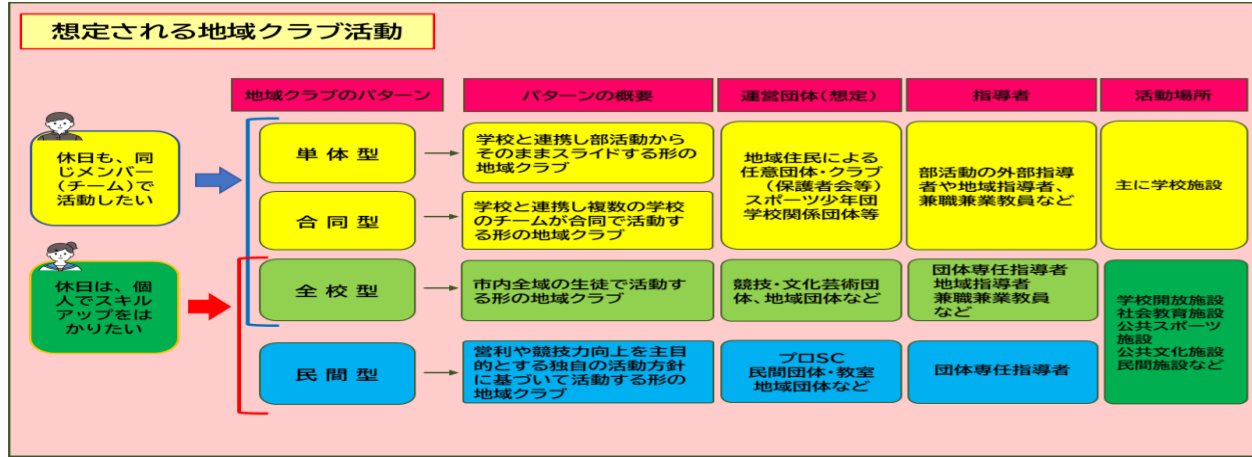 想定される地域クラブ活動
地域クラブのパターン
パターンの概要
運営団体(想定)
指導者
活動場所
休日も、同
じメンバー
(チーム)で
活動したい
単体型
学校と連携し部活動から
そのままスライドする形の
地域クラブ
合同型
学校と連携し複数の学校
のチームが合同で活動す
る形の地域クラブ
地域住民による
任意団体・クラブ
(保護者会等)
スポーツ少年団
学校関係団体等
部活動の外部指導
者や地域指導者、
兼職兼業教員など
主に学校施設
休日は、個
人でスキル
アップをは
かりたい
全校型
市内全域の生徒で活動す
る形の地域クラブ
競技・文化芸術団
体、地域団体など
団体専任指導者
地域指導者
兼職兼業教員
など
民間型
営利や競技力向上を主目
的とする独自の活動方針
に基づいて活動する形の
地域クラブ
プロSC
民間団体・教室
地域団体など
団体専任指導者
学校開放施設
社会教育施設
公共スポーツ
施設
公共文化施設
民間施設など